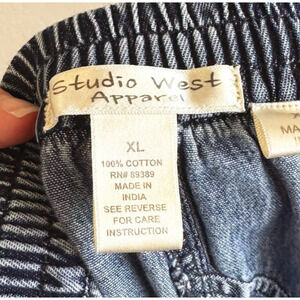 Studio West
Apparel
XL
100% COTTON
RN# 89389
MADE IN
INDIA
SEE REVERSE
FOR CARE
INSTRUCTION